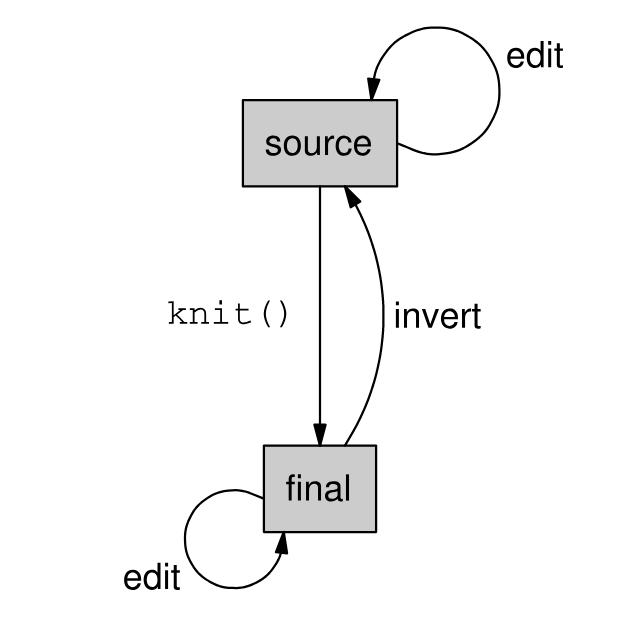 edit
source
knit()
invert
final
edit